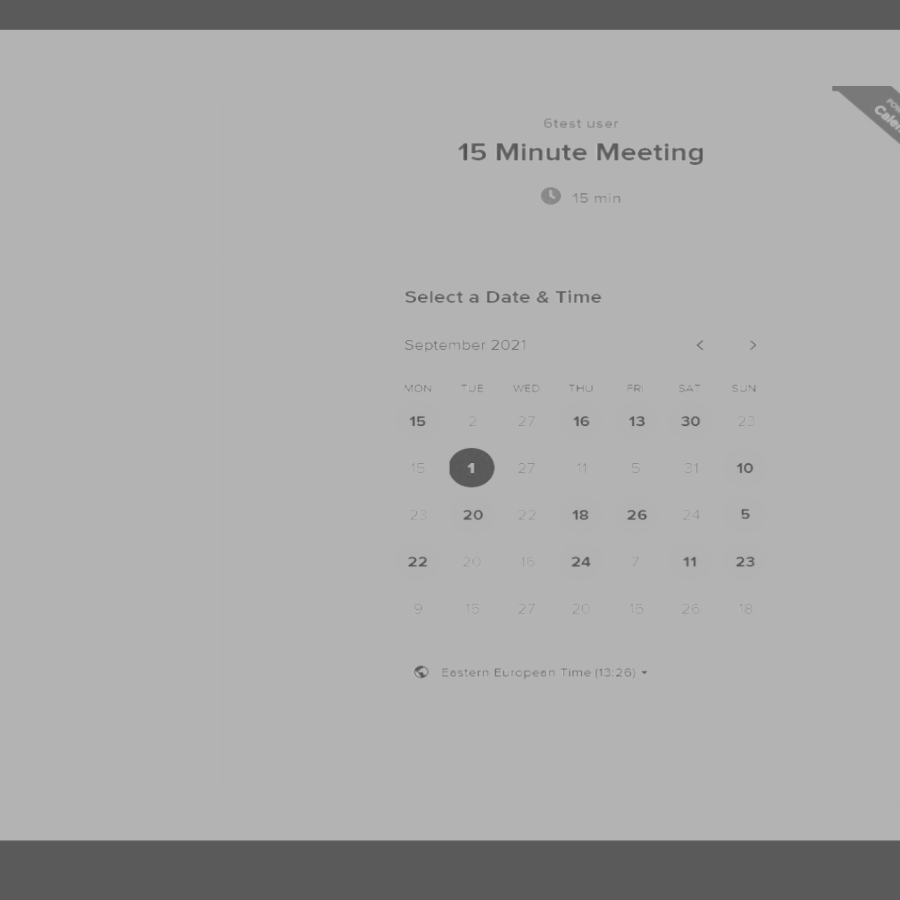 6test user
15 Minute Meeting
15 min
Select a Date & Time
September 2021 < >
MON TUE WED THU FRI SAT SUN
15 2 27 16 13 30 23
15 1 27 11 5 31 10
23 20 22 18 26 24 5
22 20 16 24 7 11 23
9 15 27 20 15 26 18
Eastern European Time (13:26)